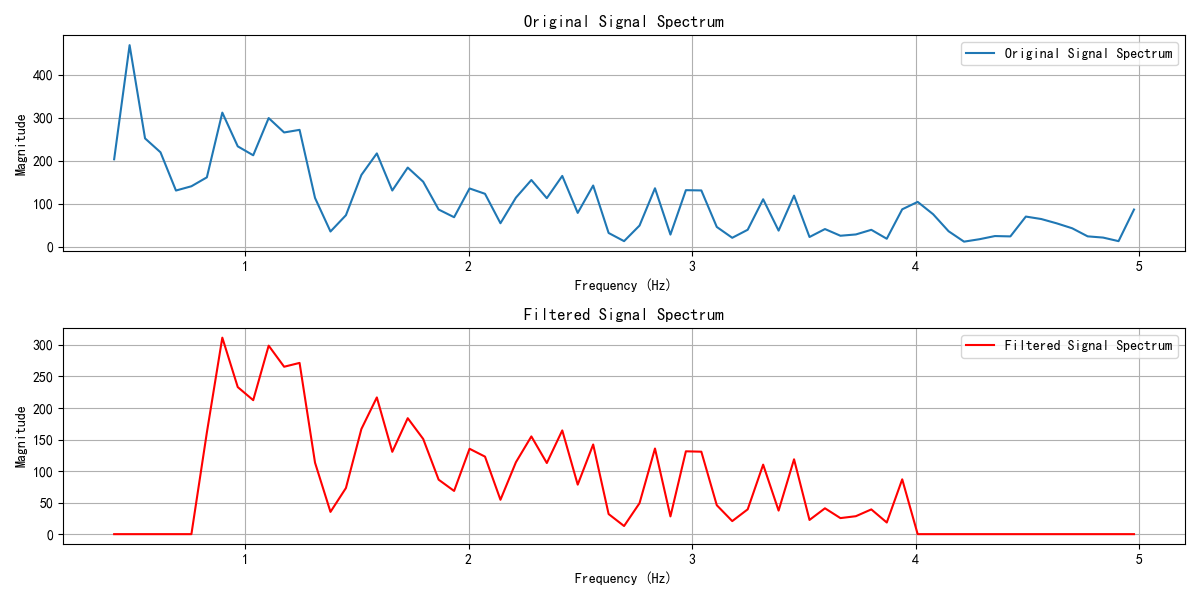 Original Signal Spectrum
Original Signal Spectrum
Magnitude
400
300
200
100
0
1
2
3
4
5
Frequency (Hz)
Filtered Signal Spectrum
Filtered Signal Spectrum
Magnitude
300
250
200
150
100
50
0
1
2
3
4
5
Frequency (Hz)